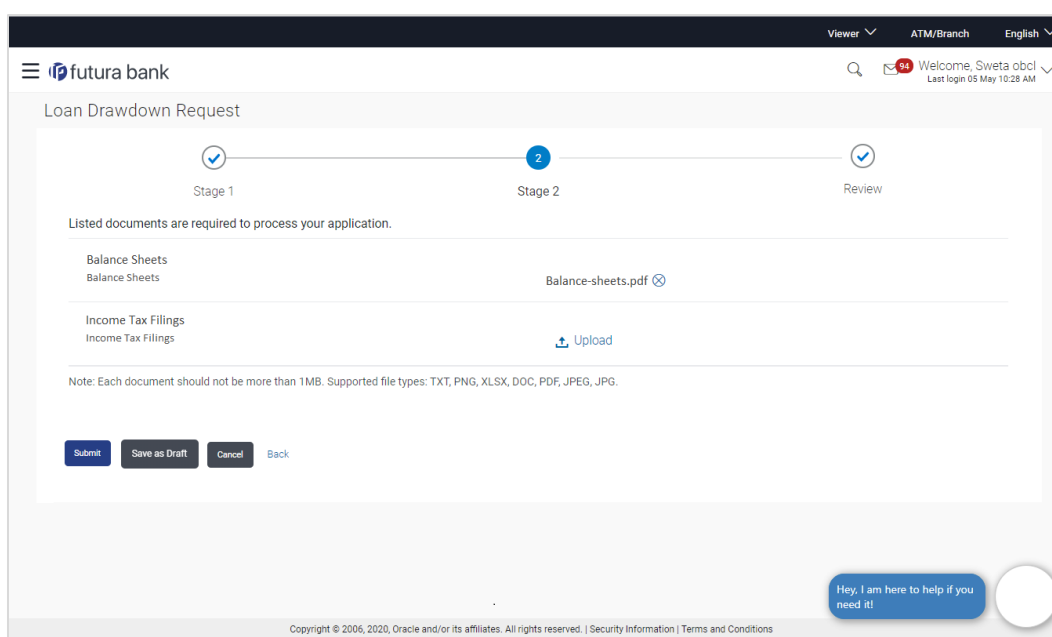 Viewer ATM/Branch English
futura bank
94 Welcome, Sweta obcl
Last login 05 May 10:28 AM
Loan Drawdown Request
2
Stage 1 Stage 2 Review
Listed documents are required to process your application.
Balance Sheets
Balance Sheets
Balance-sheets.pdf
Income Tax Filings
Income Tax Filings
Upload
Note: Each document should not be more than 1MB. Supported file types: TXT, PNG, XLSX, DOC, PDF, JPEG, JPG.
Submit Save as Draft Cancel Back
Hey, I am here to help if you
need it!
.
Copyright © 2006, 2020, Oracle and/or its affiliates. All rights reserved. | Security Information | Terms and Conditions